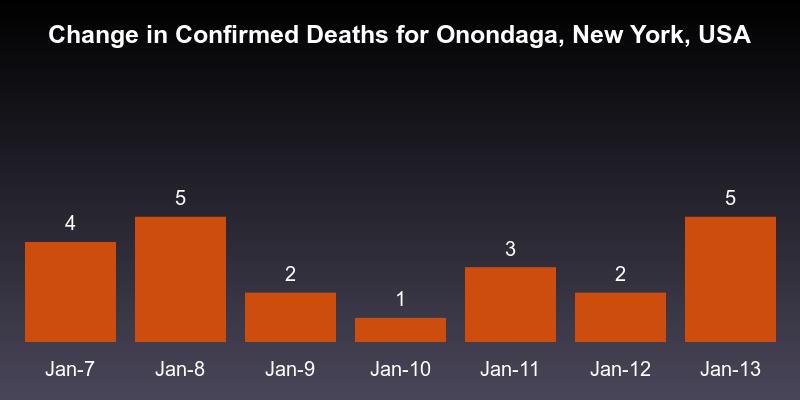 Change in Confirmed Deaths for Onondaga, New York, USA
4 5 2 1 3 2 5
Jan-7 Jan-8 Jan-9 Jan-10 Jan-11 Jan-12 Jan-13